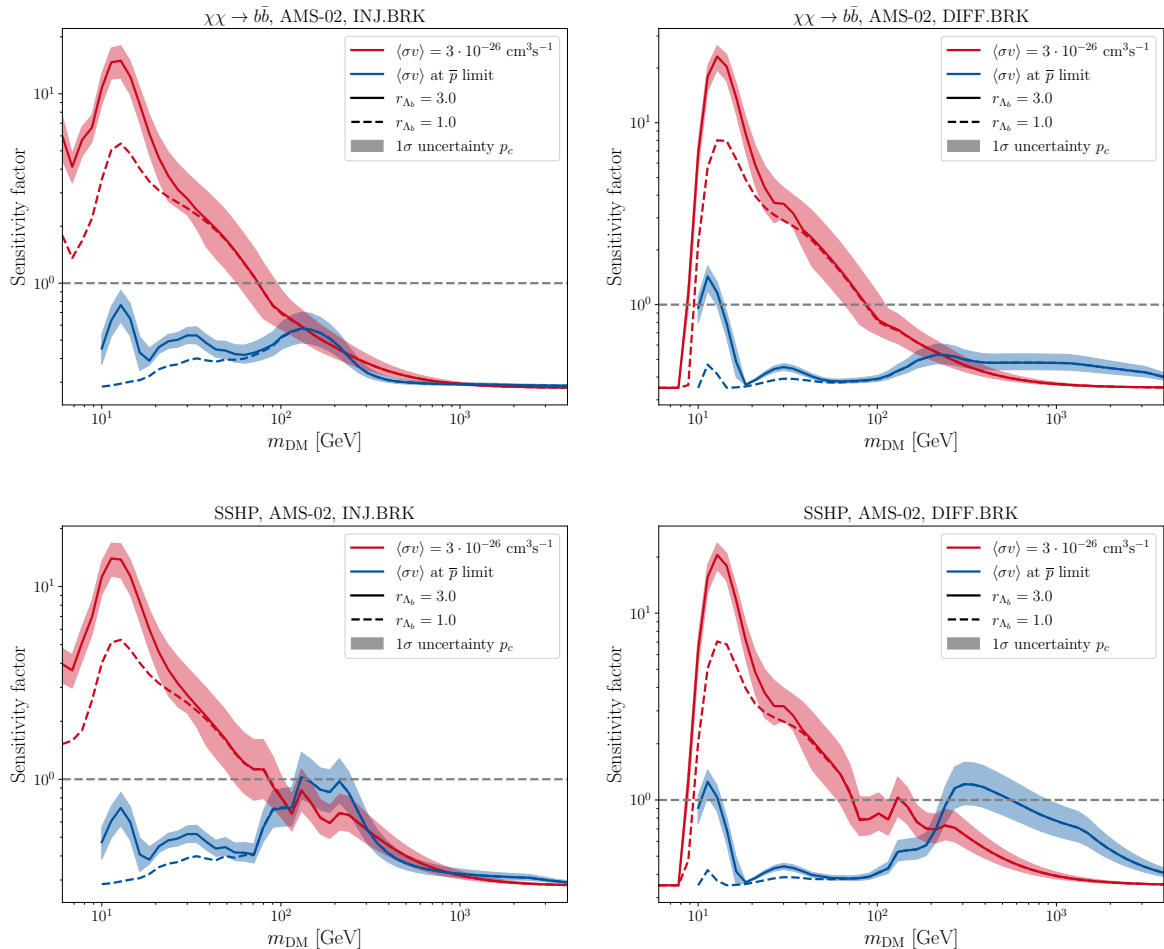 χχ → bb̄, AMS-02, INJ.BRK
⟨σv⟩ = 3 · 10⁻²⁶ cm³s⁻¹
⟨σv⟩ at p̅ limit
r_Λb = 3.0
r_Λb = 1.0
1σ uncertainty p_c
Sensitivity factor
10¹
10⁰
10¹ 10² 10³
m_DM [GeV]
χχ → bb̄, AMS-02, DIFF.BRK
⟨σv⟩ = 3 · 10⁻²⁶ cm³s⁻¹
⟨σv⟩ at p̅ limit
r_Λb = 3.0
r_Λb = 1.0
1σ uncertainty p_c
Sensitivity factor
10¹
10⁰
10¹ 10² 10³
m_DM [GeV]
SSHP, AMS-02, INJ.BRK
⟨σv⟩ = 3 · 10⁻²⁶ cm³s⁻¹
⟨σv⟩ at p̅ limit
r_Λb = 3.0
r_Λb = 1.0
1σ uncertainty p_c
Sensitivity factor
10¹
10⁰
10¹ 10² 10³
m_DM [GeV]
SSHP, AMS-02, DIFF.BRK
⟨σv⟩ = 3 · 10⁻²⁶ cm³s⁻¹
⟨σv⟩ at p̅ limit
r_Λb = 3.0
r_Λb = 1.0
1σ uncertainty p_c
Sensitivity factor
10¹
10⁰
10¹ 10² 10³
m_DM [GeV]